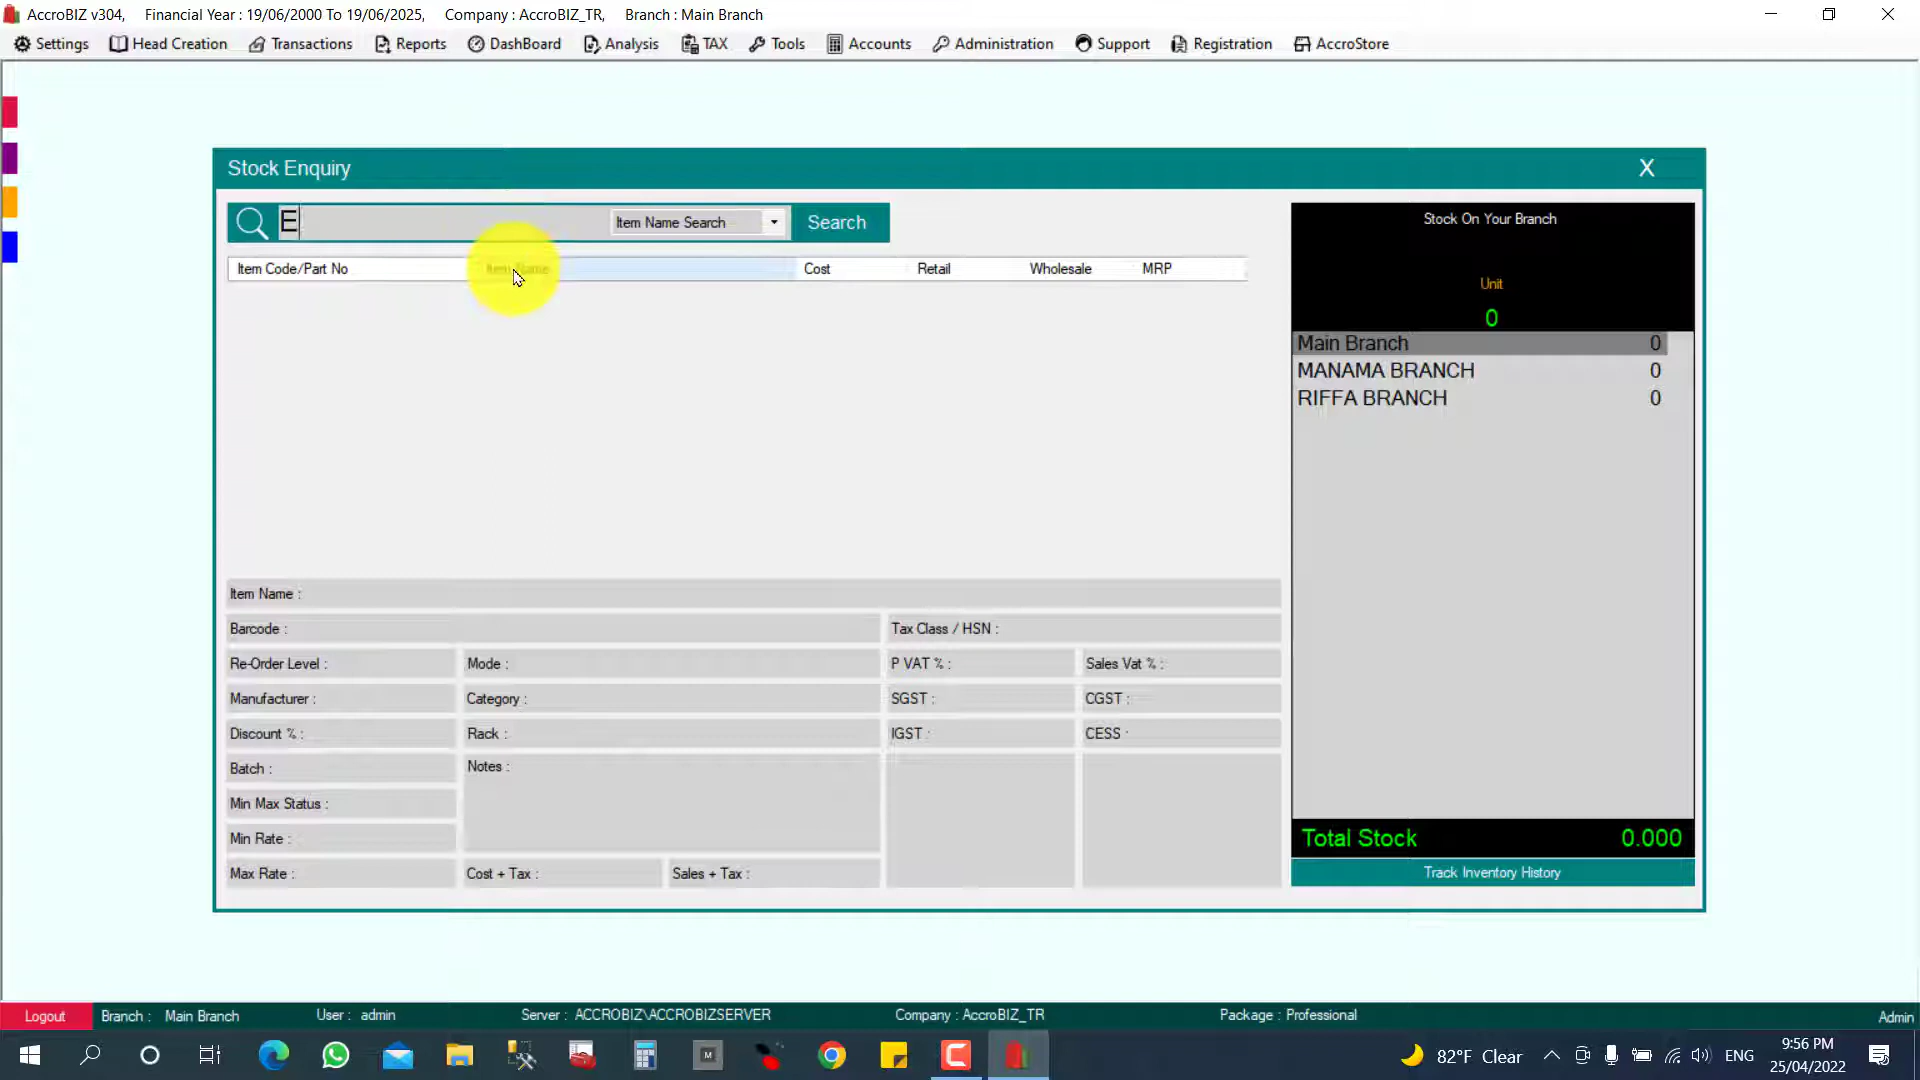 AccroBIZ v304, Financial Year : 19/06/2000 To 19/06/2025, Company : AccroBIZ_TR, Branch : Main Branch
Settings Head Creation Transactions Reports DashBoard Analysis TAX Tools Accounts Administration Support Registration AccroStore
Stock Enquiry X
E Item Name Search Search
Item Code/Part No Item Name Cost Retail Wholesale MRP
Stock On Your Branch
Unit
0
Main Branch 0
MANAMA BRANCH 0
RIFFA BRANCH 0
Item Name :
Barcode : Tax Class / HSN :
Re-Order Level : Mode : P VAT % : Sales Vat % :
Manufacturer : Category : SGST : CGST :
Discount % : Rack : IGST : CESS :
Batch : Notes :
Min Max Status :
Min Rate :
Max Rate : Cost + Tax : Sales + Tax :
Total Stock 0.000
Track Inventory History
Logout Branch : Main Branch User : admin Server : ACCROBIZ\ACCROBIZSERVER Company : AccroBIZ_TR Package : Professional Admin
M 82°F Clear ENG 9:56 PM
25/04/2022